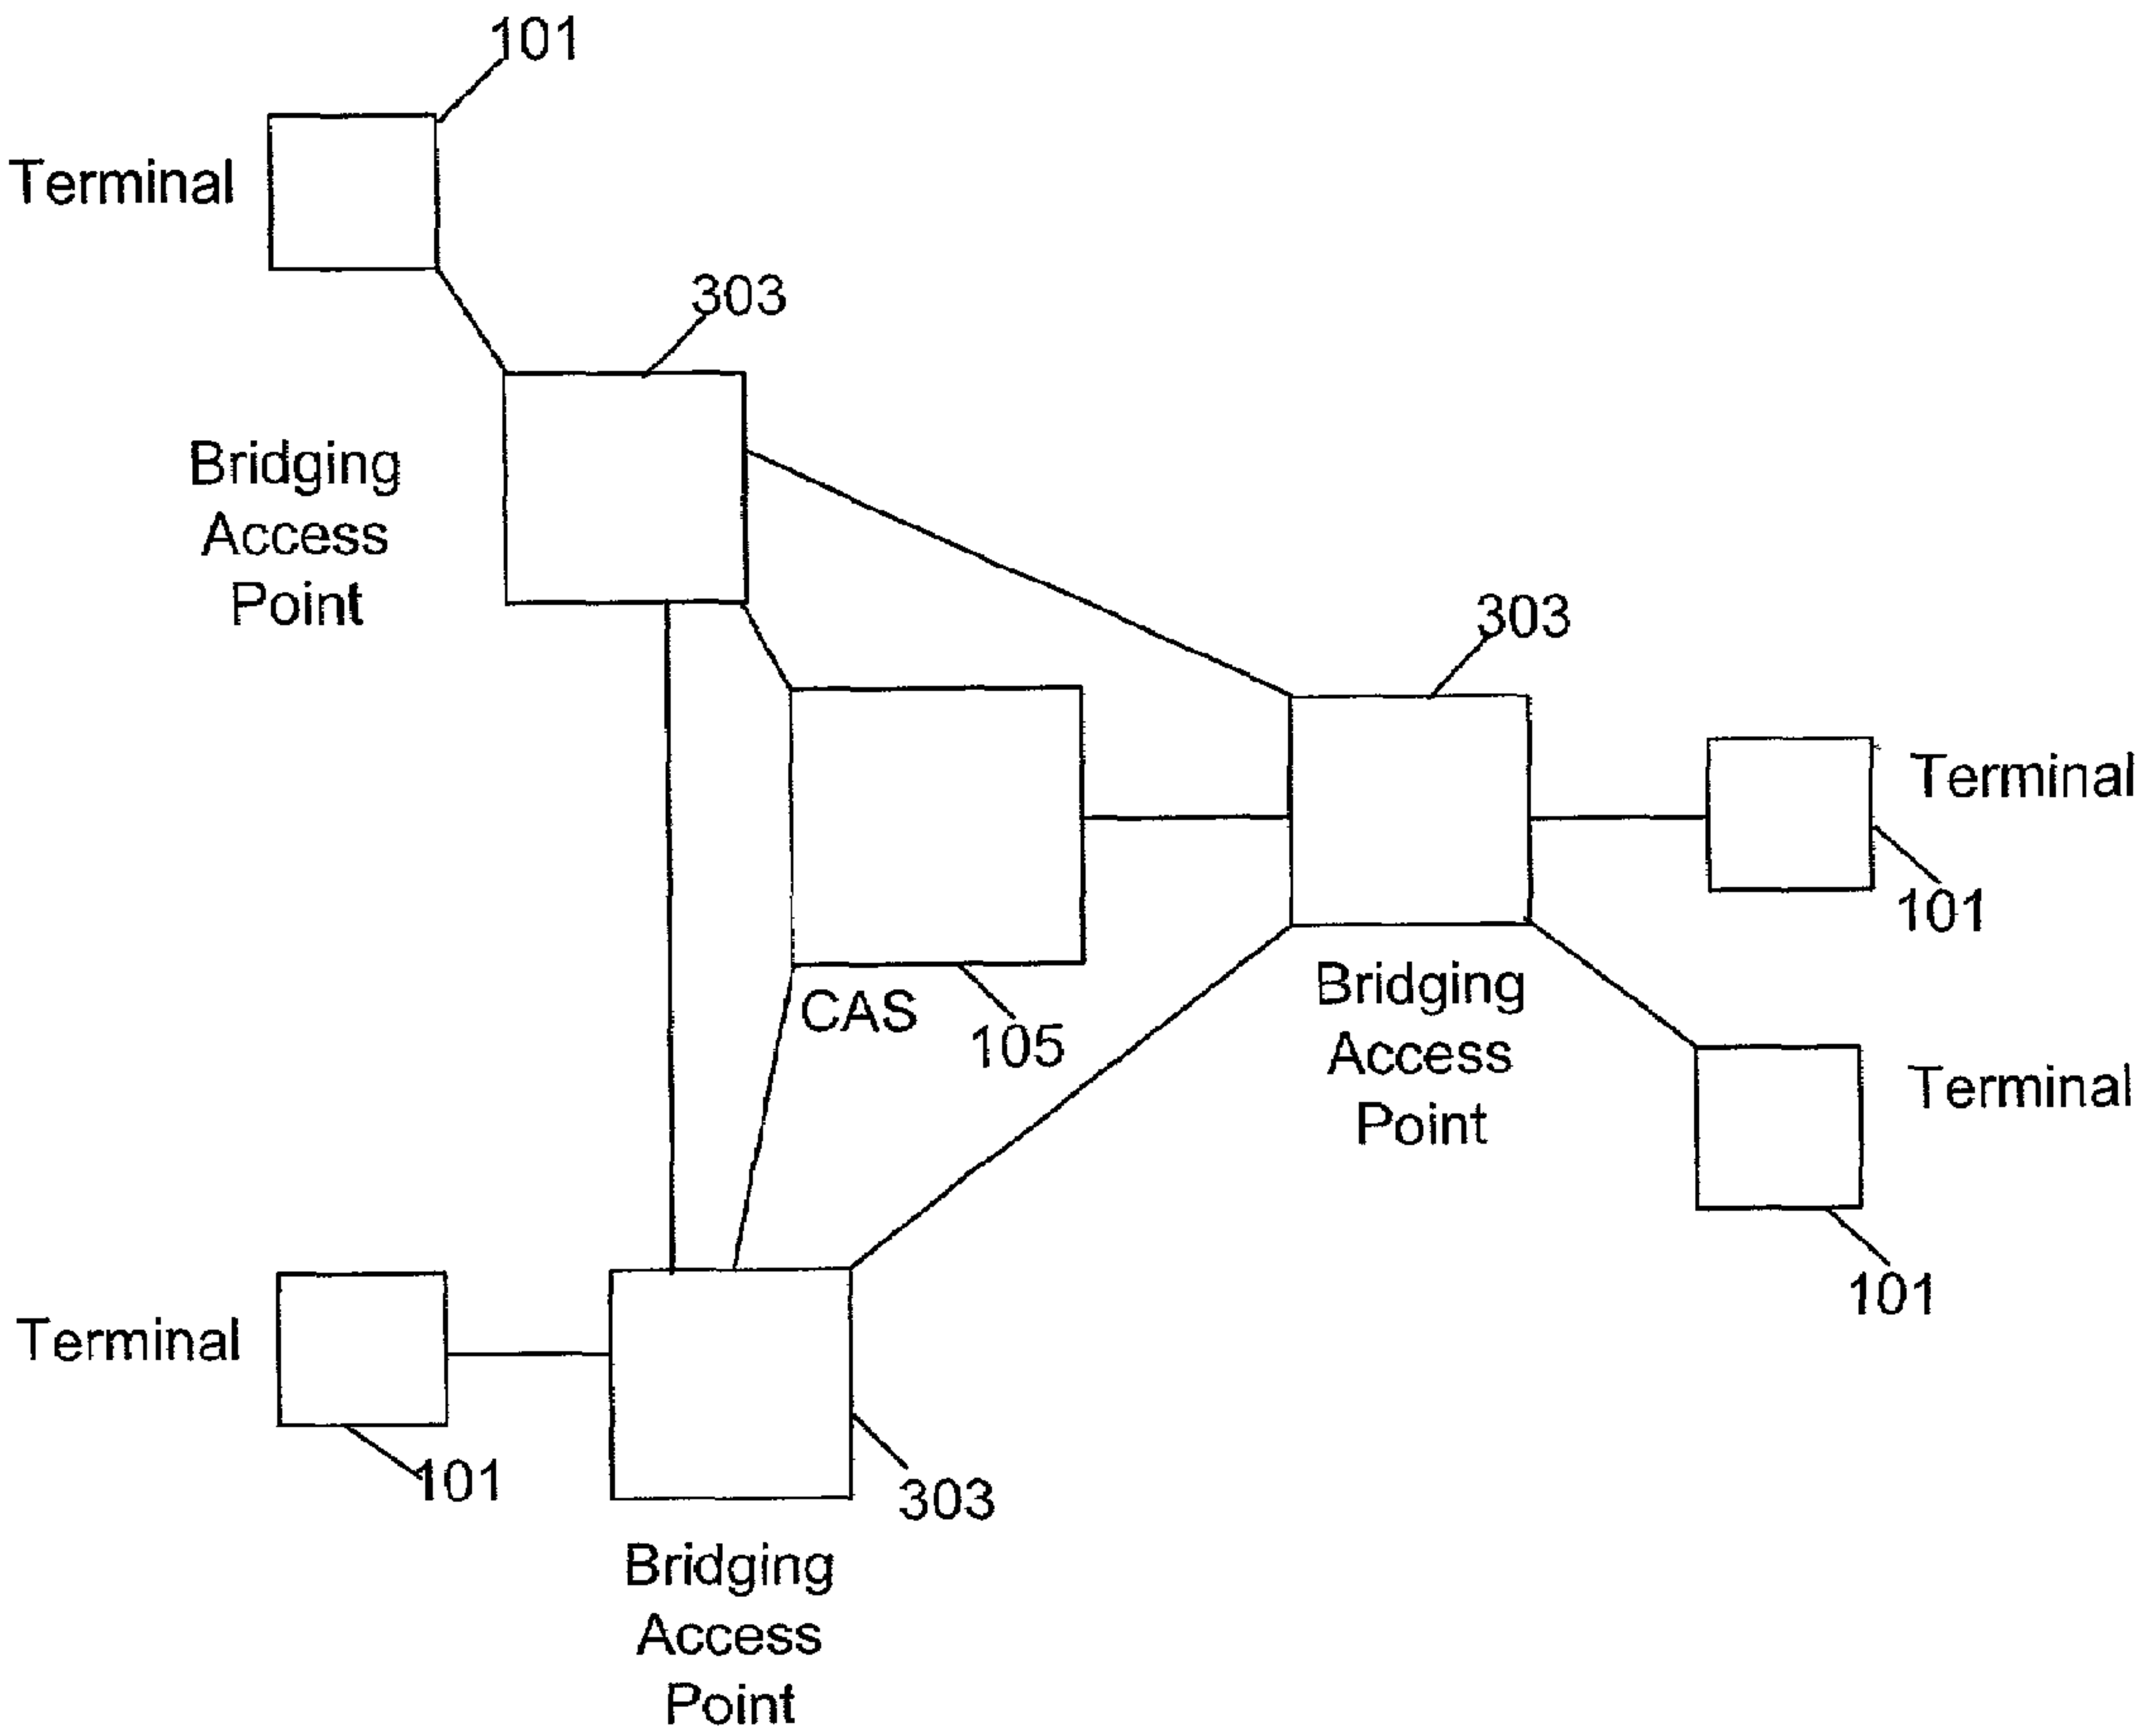 101
Terminal
303
Bridging
Access
Point
303
Terminal
101
CAS
105
Bridging
Access
Point
Terminal
101
Terminal
101
303
Bridging
Access
Point